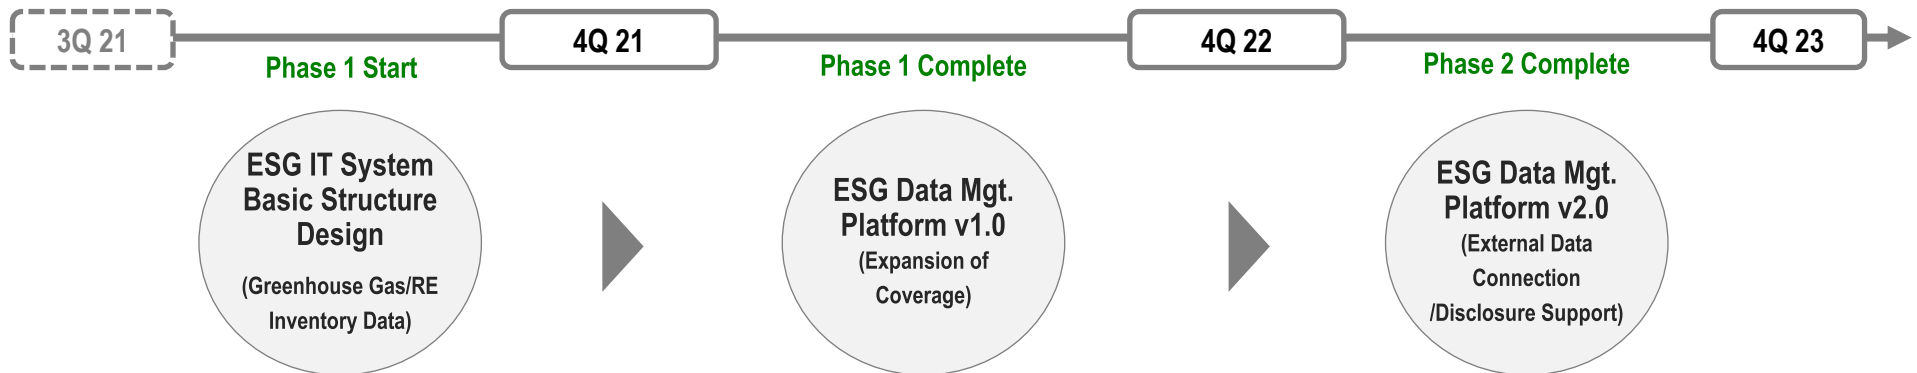 3Q 21
4Q 21
4Q 22
4Q 23
Phase 1 Start
Phase 1 Complete
Phase 2 Complete
ESG IT System
Basic Structure
Design
(Greenhouse Gas/RE
Inventory Data)
ESG Data Mgt.
Platform v1.0
(Expansion of
Coverage)
ESG Data Mgt.
Platform v2.0
(External Data
Connection
/Disclosure Support)